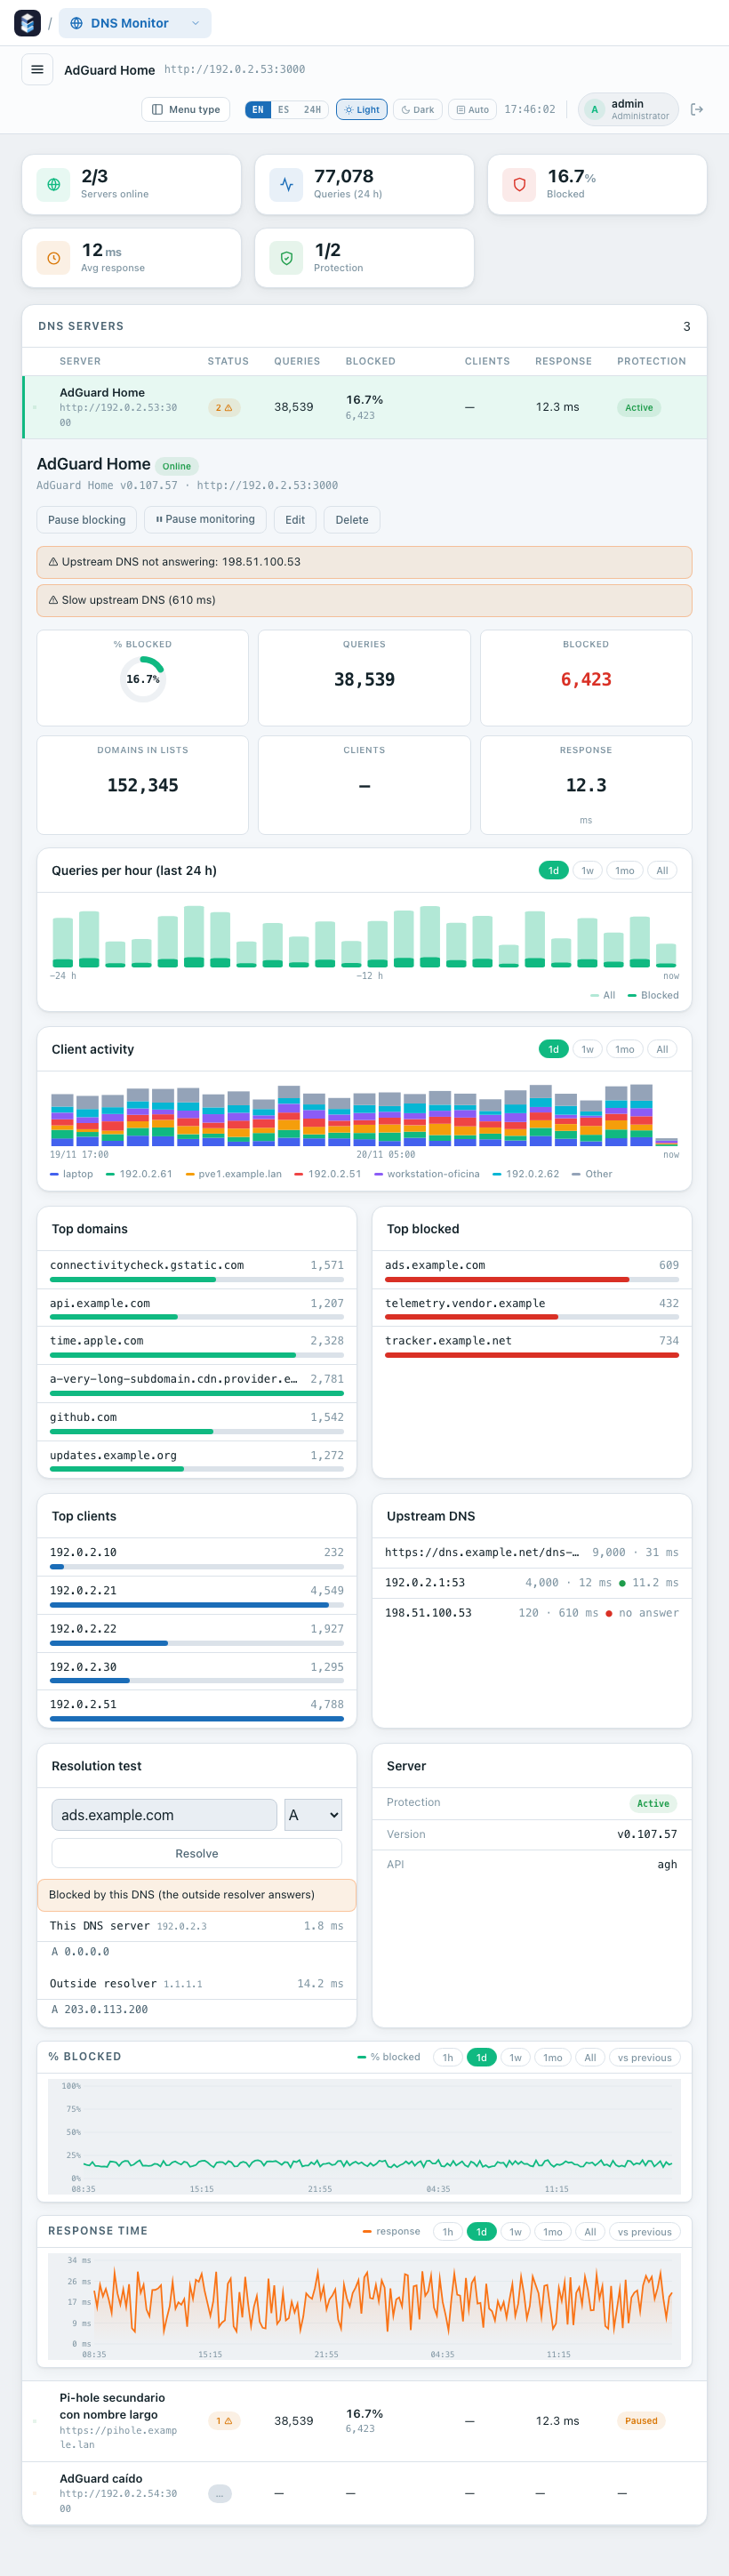 / DNS Monitor
AdGuard Home http://192.0.2.53:3000
Menu type EN ES 24H Light Dark Auto 17:46:02 A admin
Administrator
2/3
Servers online
77,078
Queries (24 h)
16.7%
Blocked
12 ms
Avg response
1/2
Protection
DNS SERVERS 3
SERVER STATUS QUERIES BLOCKED CLIENTS RESPONSE PROTECTION
AdGuard Home
http://192.0.2.53:30
00
2 ⚠ 38,539 16.7%
6,423
— 12.3 ms Active
AdGuard Home Online
AdGuard Home v0.107.57 · http://192.0.2.53:3000
Pause blocking Pause monitoring Edit Delete
⚠ Upstream DNS not answering: 198.51.100.53
⚠ Slow upstream DNS (610 ms)
% BLOCKED
16.7%
QUERIES
38,539
BLOCKED
6,423
DOMAINS IN LISTS
152,345
CLIENTS
—
RESPONSE
12.3
ms
Queries per hour (last 24 h) 1d 1w 1mo All
−24 h −12 h now
All Blocked
Client activity 1d 1w 1mo All
19/11 17:00 20/11 05:00 now
laptop 192.0.2.61 pve1.example.lan 192.0.2.51 workstation-oficina 192.0.2.62 Other
Top domains
connectivitycheck.gstatic.com 1,571
api.example.com 1,207
time.apple.com 2,328
a-very-long-subdomain.cdn.provider.e… 2,781
github.com 1,542
updates.example.org 1,272
Top blocked
ads.example.com 609
telemetry.vendor.example 432
tracker.example.net 734
Top clients
192.0.2.10 232
192.0.2.21 4,549
192.0.2.22 1,927
192.0.2.30 1,295
192.0.2.51 4,788
Upstream DNS
https://dns.example.net/dns-… 9,000 · 31 ms
192.0.2.1:53 4,000 · 12 ms ● 11.2 ms
198.51.100.53 120 · 610 ms ● no answer
Resolution test
ads.example.com A
Resolve
Blocked by this DNS (the outside resolver answers)
This DNS server 192.0.2.3 1.8 ms
A 0.0.0.0
Outside resolver 1.1.1.1 14.2 ms
A 203.0.113.200
Server
Protection Active
Version v0.107.57
API agh
% BLOCKED % blocked 1h 1d 1w 1mo All vs previous
100%
75%
50%
25%
0%
08:35 15:15 21:55 04:35 11:15
RESPONSE TIME response 1h 1d 1w 1mo All vs previous
34 ms
26 ms
17 ms
9 ms
0 ms
08:35 15:15 21:55 04:35 11:15
Pi-hole secundario
con nombre largo
https://pihole.examp
le.lan
1 ⚠ 38,539 16.7%
6,423
— 12.3 ms Paused
AdGuard caído
http://192.0.2.54:30
00
… — — — — —